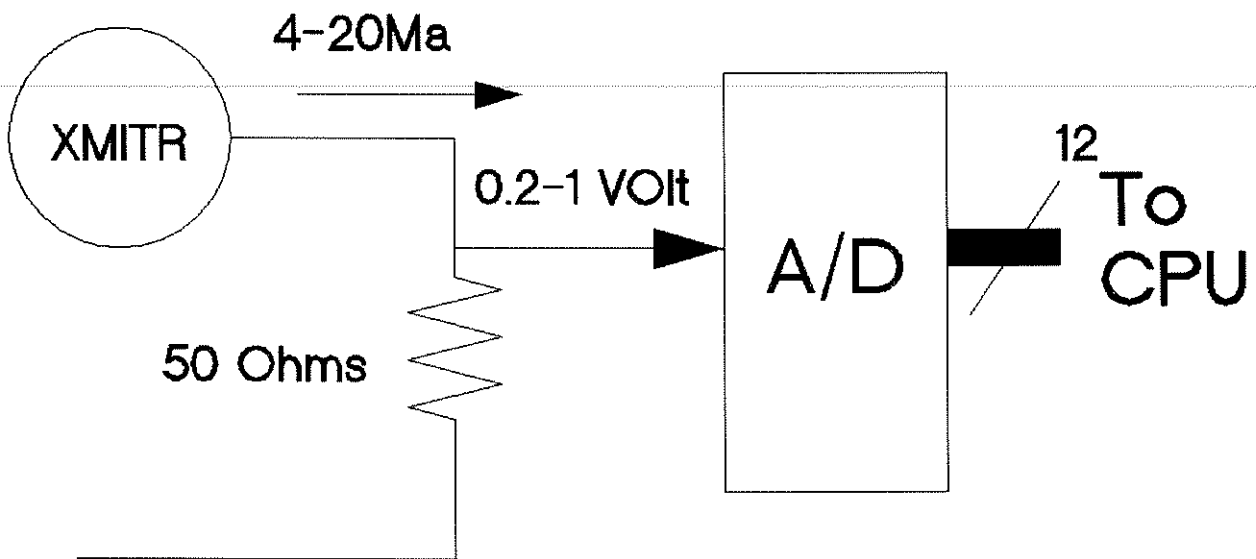 4-20Ma
XMITR
0.2-1 VOlt
12
To
CPU
A/D
50 Ohms